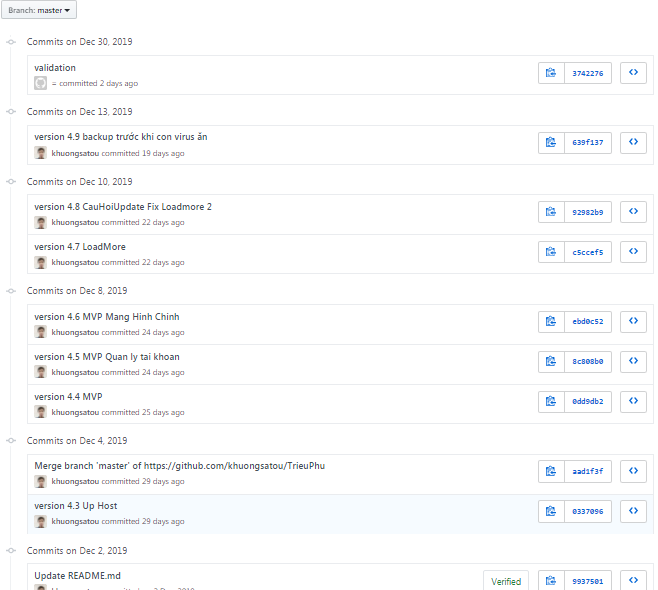 Branch: master
Commits on Dec 30, 2019
validation
= committed 2 days ago
3742276
Commits on Dec 13, 2019
version 4.9 backup trước khi con virus ăn
khuongsatou committed 19 days ago
639f137
Commits on Dec 10, 2019
version 4.8 CauHoiUpdate Fix Loadmore 2
khuongsatou committed 22 days ago
92982b9
version 4.7 LoadMore
khuongsatou committed 22 days ago
c5ccef5
Commits on Dec 8, 2019
version 4.6 MVP Mang Hinh Chinh
khuongsatou committed 24 days ago
ebd0c52
version 4.5 MVP Quan ly tai khoan
khuongsatou committed 24 days ago
8c808b0
version 4.4 MVP
khuongsatou committed 25 days ago
0dd9db2
Commits on Dec 4, 2019
Merge branch 'master' of https://github.com/khuongsatou/TrieuPhu
khuongsatou committed 29 days ago
aad1f3f
version 4.3 Up Host
khuongsatou committed 29 days ago
0337096
Commits on Dec 2, 2019
Update README.md
Verified
9937501